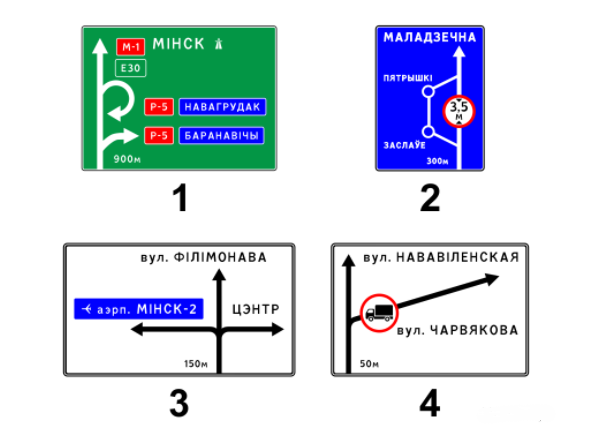 М-1 МІНСК
E30
Р-5 НАВАГРУДАК
Р-5 БАРАНАВІЧЫ
900м
1
МАЛАДЗЕЧНА
ПЯТРЫШКІ
3,5
М
ЗАСЛАЎЕ
300м
2
вул. ФІЛІМОНАВА
аэрп. МІНСК-2
ЦЭНТР
150м
3
вул. НАВАВІЛЕНСКАЯ
вул. ЧАРВЯКОВА
50м
4